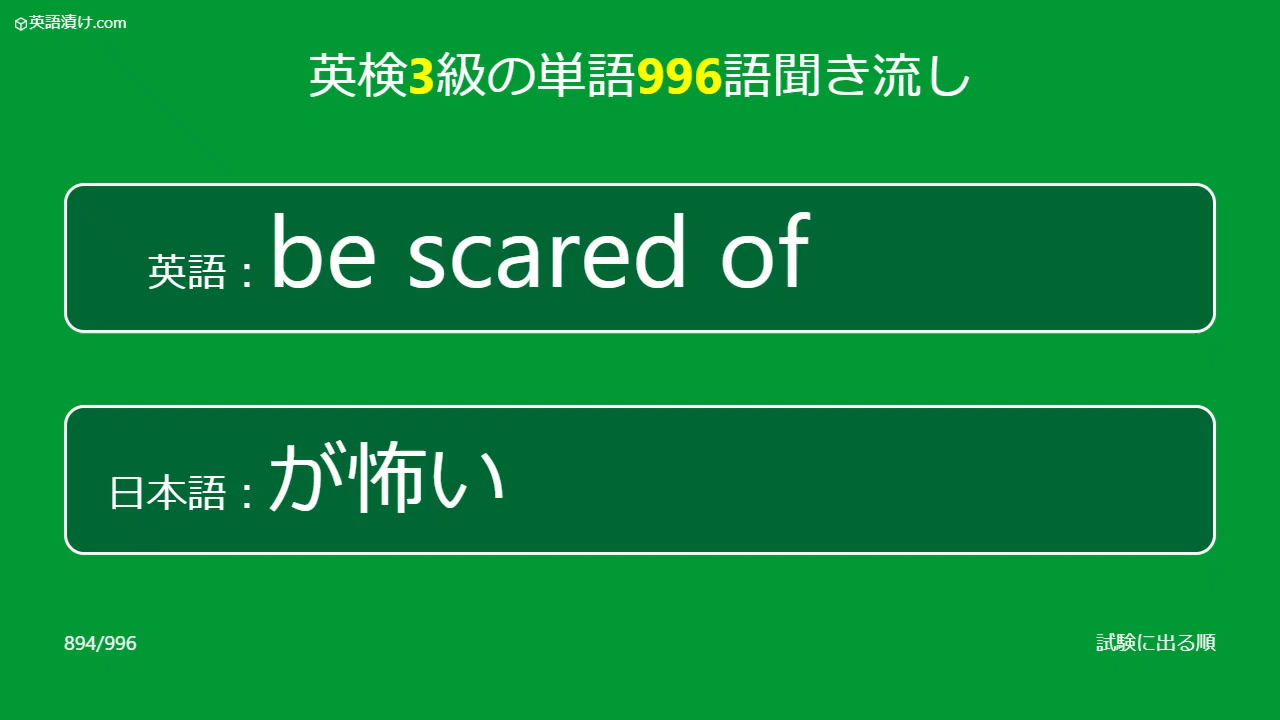 英語漬け.com
英検3級の単語996語聞き流し
英語：be scared of
日本語：が怖い
894/996
試験に出る順